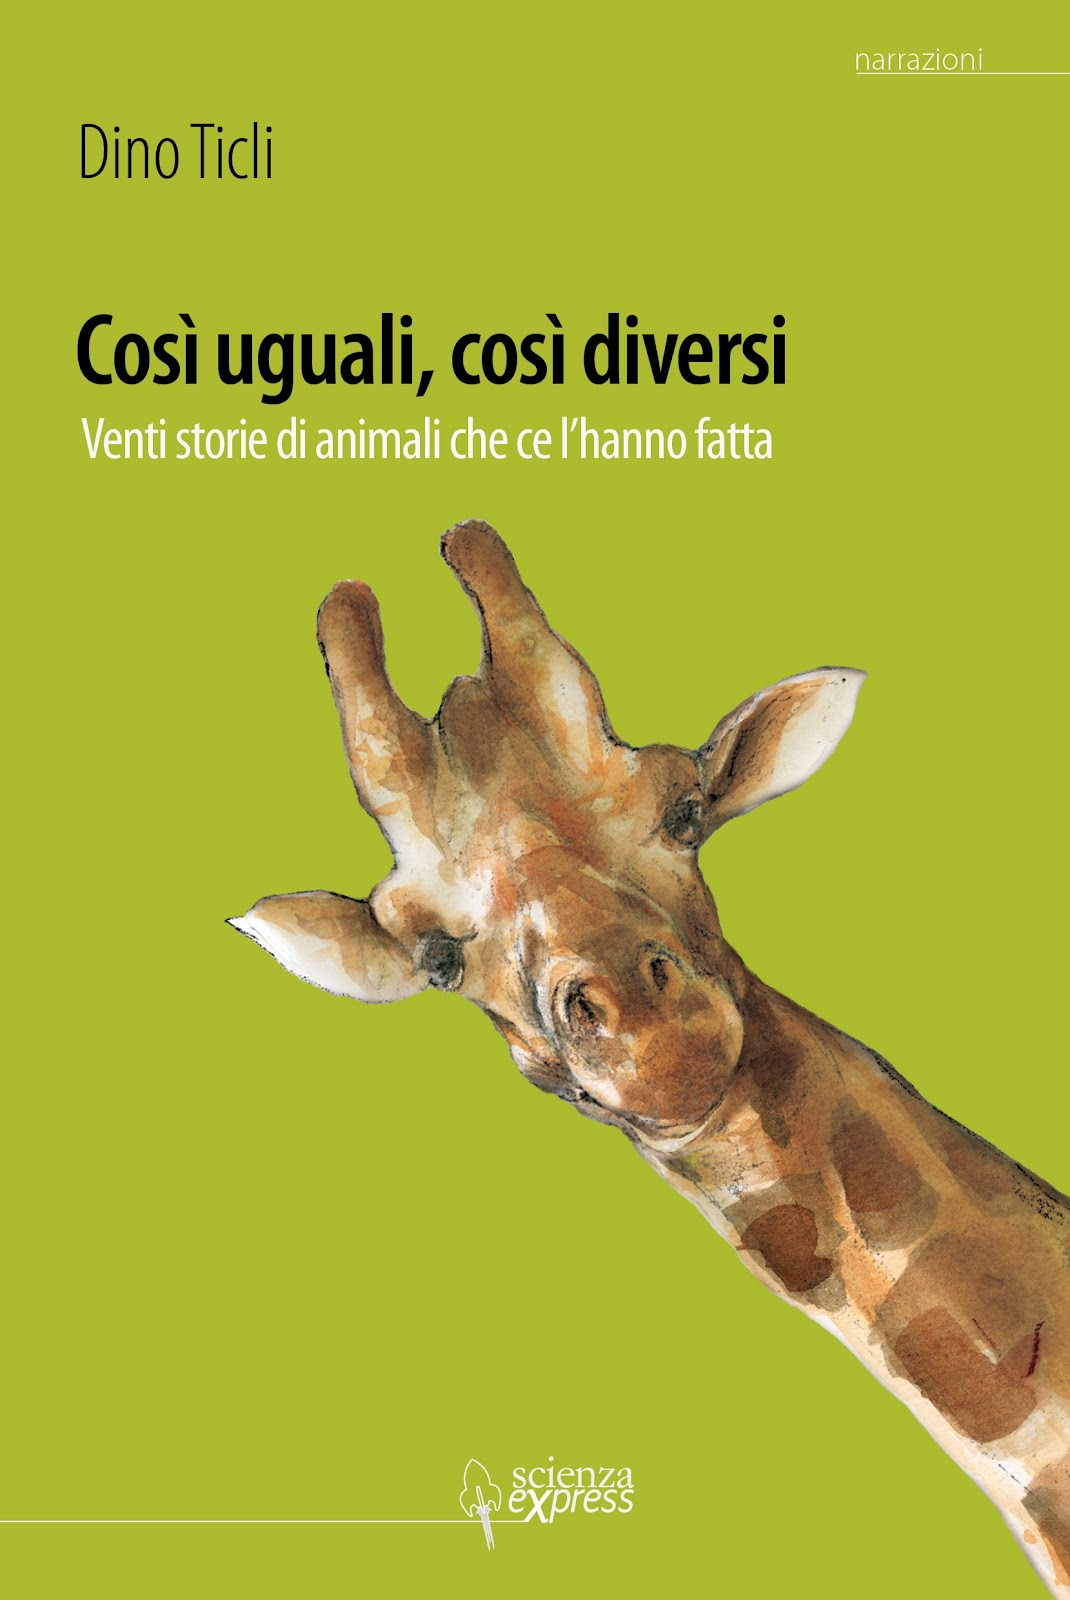 narrazioni
Dino Ticli
Così uguali, così diversi
Venti storie di animali che ce l’hanno fatta
scienza
express